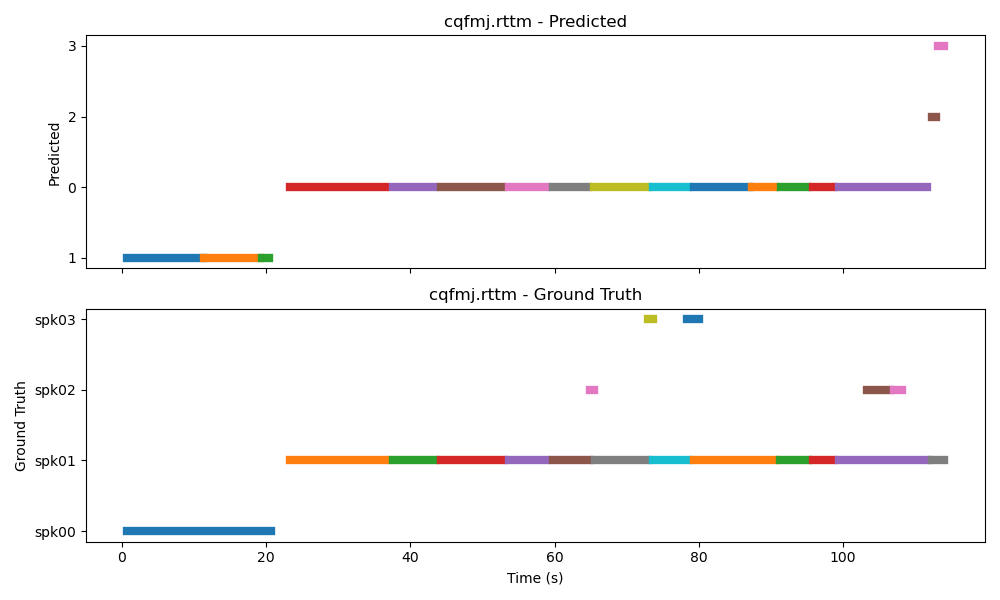 cqfmj.rttm - Predicted
3
2
0
1
Predicted
cqfmj.rttm - Ground Truth
spk03
spk02
spk01
spk00
Ground Truth
0 20 40 60 80 100
Time (s)